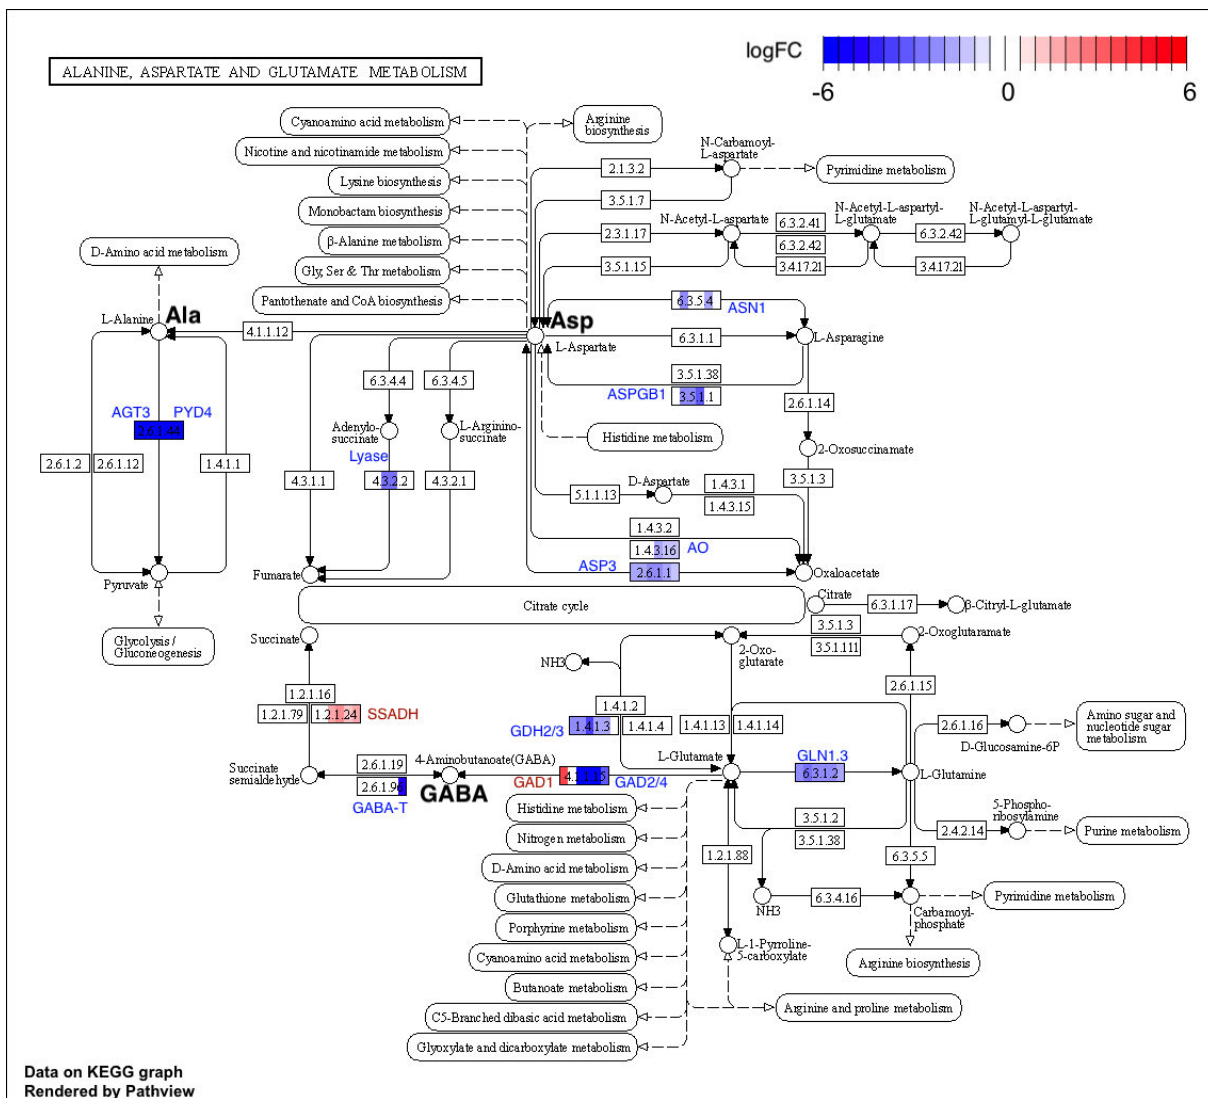 logFC
-6
0
6
ALANINE, ASPARTATE AND GLUTAMATE METABOLISM
Cyanoamino acid metabolism
Arginine
biosynthesis
Nicotine and nicotinamide metabolism
Lysine biosynthesis
Monobactam biosynthesis
β-Alanine metabolism
Gly, Ser & Thr metabolism
Pantothenate and CoA biosynthesis
N-Carbamoyl-
L-aspartate
2.1.3.2
Pyrimidine metabolism
3.5.1.7
N-Acetyl-L-aspartate
N-Acetyl-L-aspartyl-
L-glutamate
N-Acetyl-L-aspartyl-
L-glutamyl-L-glutamate
2.3.1.17
6.3.2.41
6.3.2.42
6.3.2.42
3.5.1.15
3.4.17.21
3.4.17.21
D-Amino acid metabolism
L-Alanine
Ala
4.1.1.12
Asp
L-Aspartate
6.3.5.4
ASN1
6.3.1.1
L-Asparagine
3.5.1.38
ASPGB1
3.5.1.1
6.3.4.4
6.3.4.5
2.6.1.14
AGT3
PYD4
2.6.1.44
Adenylo-
succinate
L-Arginino-
succinate
Histidine metabolism
2-Oxosuccinamate
Lyase
2.6.1.2
2.6.1.12
1.4.1.1
4.3.1.1
4.3.2.2
4.3.2.1
3.5.1.3
D-Aspartate
5.1.1.13
1.4.3.1
1.4.3.15
1.4.3.2
1.4.3.16
AO
ASP3
2.6.1.1
Pyruvate
Fumarate
Oxaloacetate
Citrate cycle
Citrate
6.3.1.17
β-Citryl-L-glutamate
Glycolysis /
Gluconeogenesis
Succinate
NH3
2-Oxo-
glutarate
3.5.1.3
3.5.1.111
2-Oxoglutaramate
1.2.1.16
1.2.1.79
1.2.1.24
SSADH
2.6.1.15
1.4.1.2
GDH2/3
1.4.1.3
1.4.1.4
1.4.1.13
1.4.1.14
2.6.1.16
D-Glucosamine-6P
Amino sugar and
nucleotide sugar
metabolism
Succinate
semialdehyde
2.6.1.19
2.6.1.96
GABA-T
4-Aminobutanoate(GABA)
GABA
GAD1
4.1.1.15
GAD2/4
L-Glutamate
GLN1.3
6.3.1.2
L-Glutamine
Histidine metabolism
Nitrogen metabolism
D-Amino acid metabolism
Glutathione metabolism
Porphyrine metabolism
Cyanoamino acid metabolism
Butanoate metabolism
C5-Branched dibasic acid metabolism
Glyoxylate and dicarboxylate metabolism
3.5.1.2
3.5.1.38
1.2.1.88
2.4.2.14
5-Phospho-
ribosylamine
Purine metabolism
6.3.5.5
NH3
6.3.4.16
Carbamoyl-
phosphate
Pyrimidine metabolism
L-1-Pyrroline-
5-carboxylate
Arginine biosynthesis
Arginine and proline metabolism
Data on KEGG graph
Rendered by Pathview